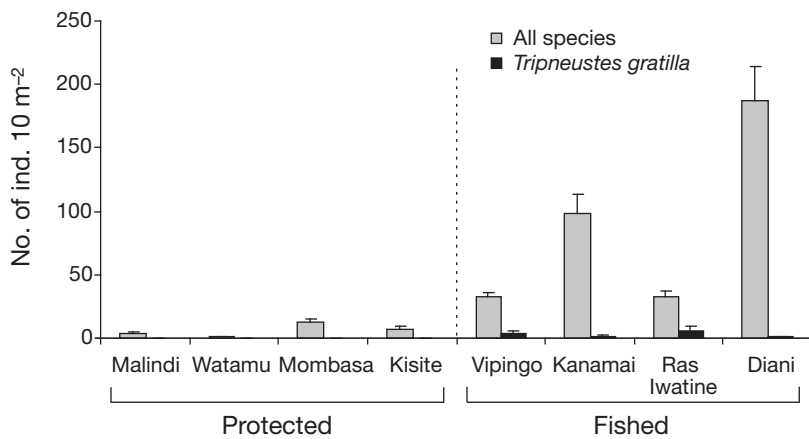 250
200
150
100
50
0
No. of ind. 10 m⁻²
All species
Tripneustes gratilla
Malindi Watamu Mombasa Kisite Vipingo Kanamai Ras Iwatine Diani
Protected Fished